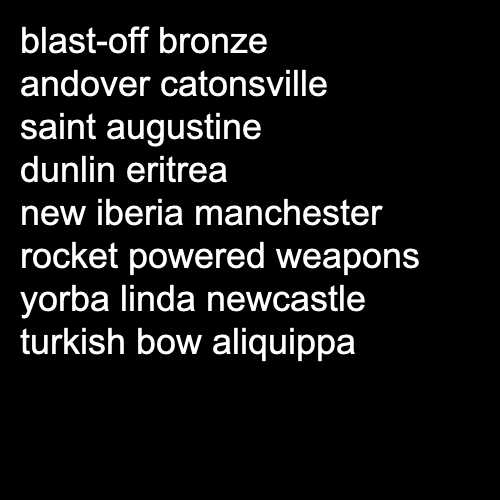 blast-off bronze
andover catonsville
saint augustine
dunlin eritrea
new iberia manchester
rocket powered weapons
yorba linda newcastle
turkish bow aliquippa